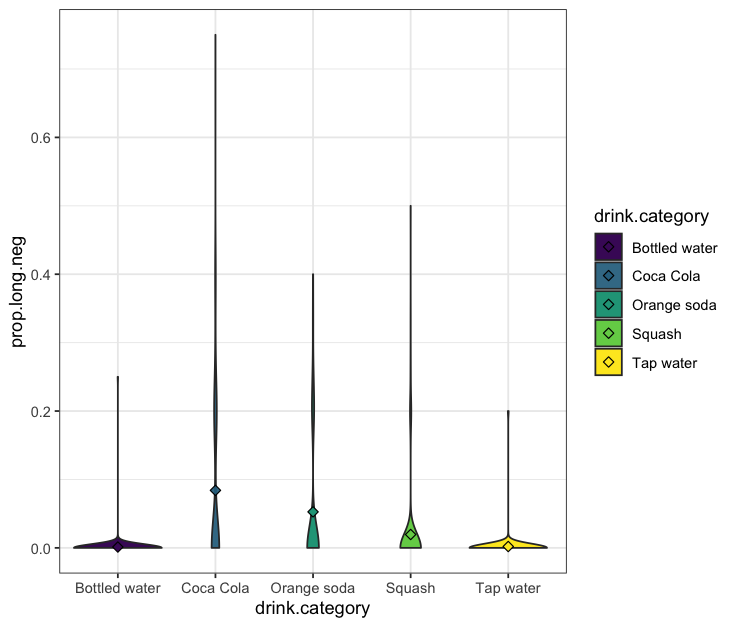 prop.long.neg
0.6
0.4
0.2
0.0
Bottled water
Coca Cola
Orange soda
Squash
Tap water
drink.category
drink.category
Bottled water
Coca Cola
Orange soda
Squash
Tap water